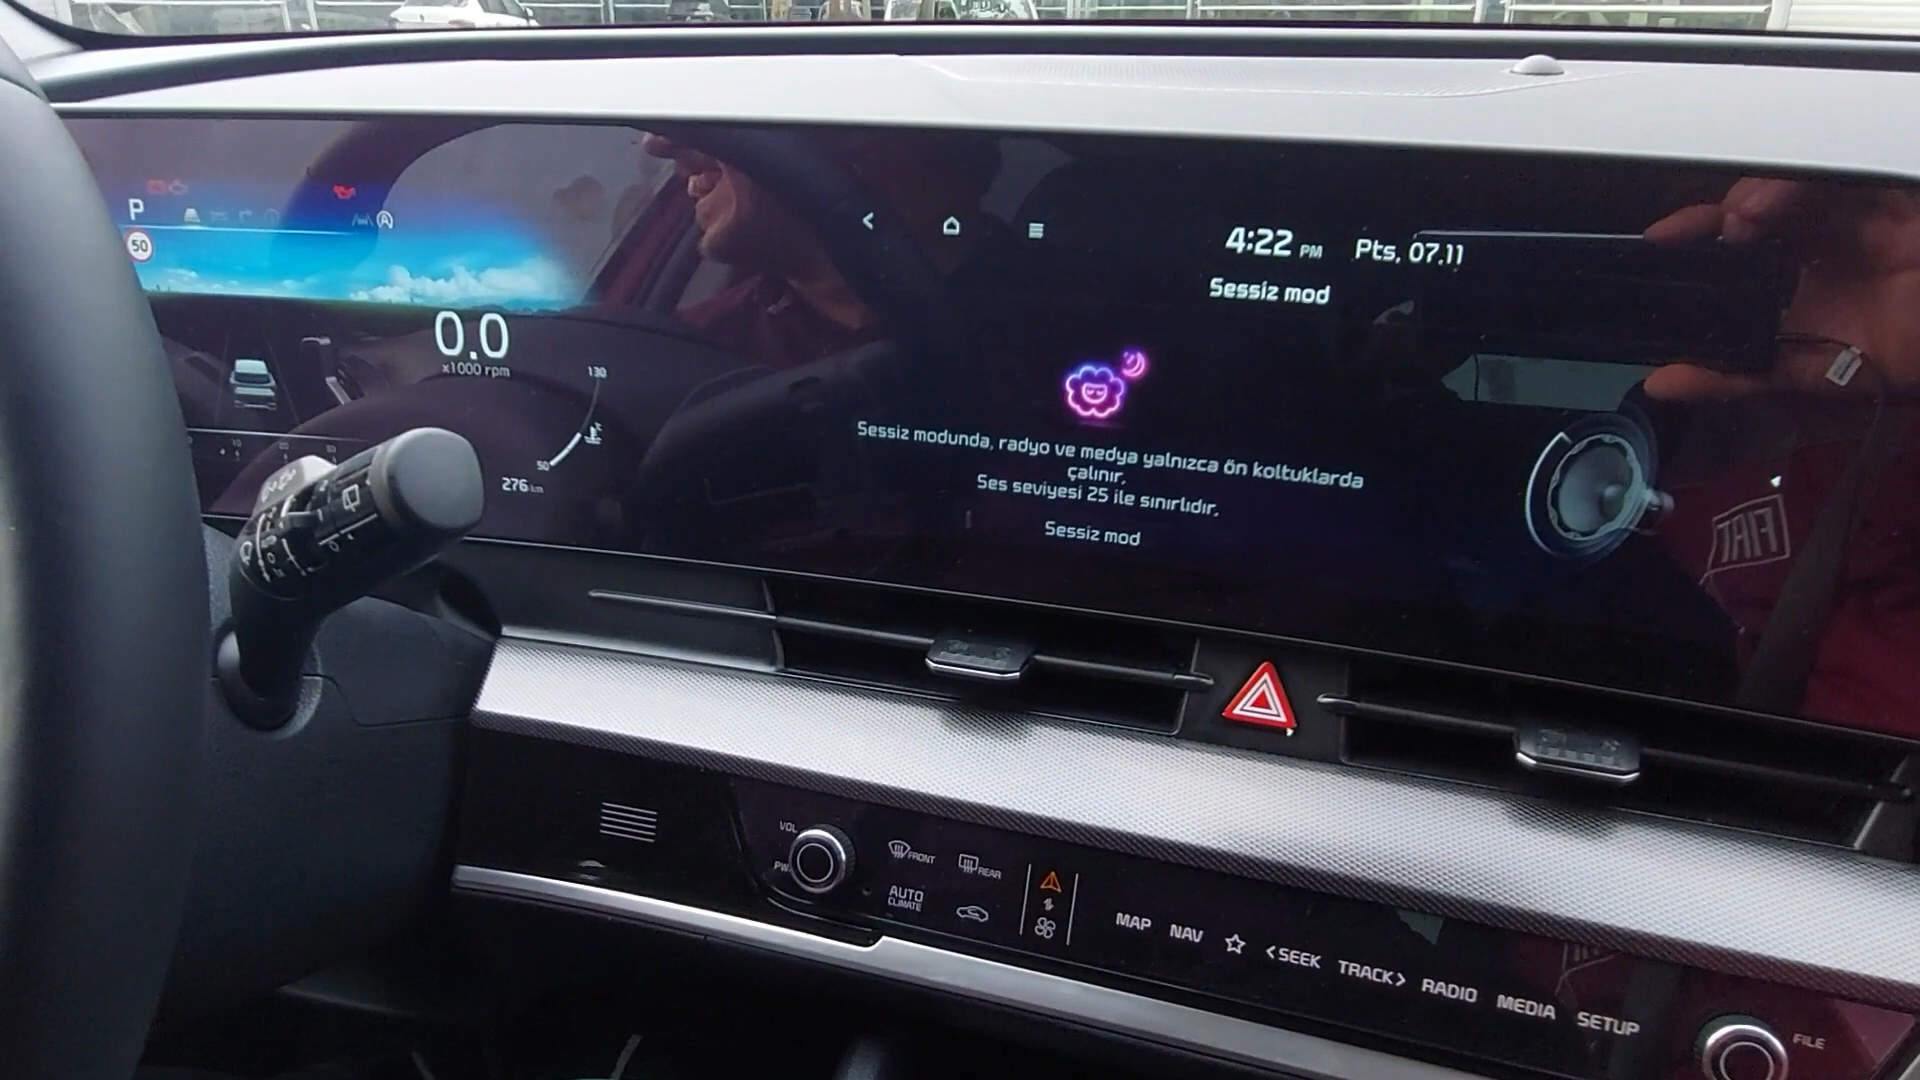 P
50
0.0
x1000 rpm
130
50
276 km
4:22 PM Pts, 07.11
Sessiz mod
Sessiz modunda, radyo ve medya yalnızca ön koltuklarda
çalınır.
Ses seviyesi 25 ile sınırlıdır.
Sessiz mod
FIAT
VOL
FRONT
REAR
AUTO
CLIMATE
MAP NAV <SEEK TRACK> RADIO MEDIA SETUP
FILE